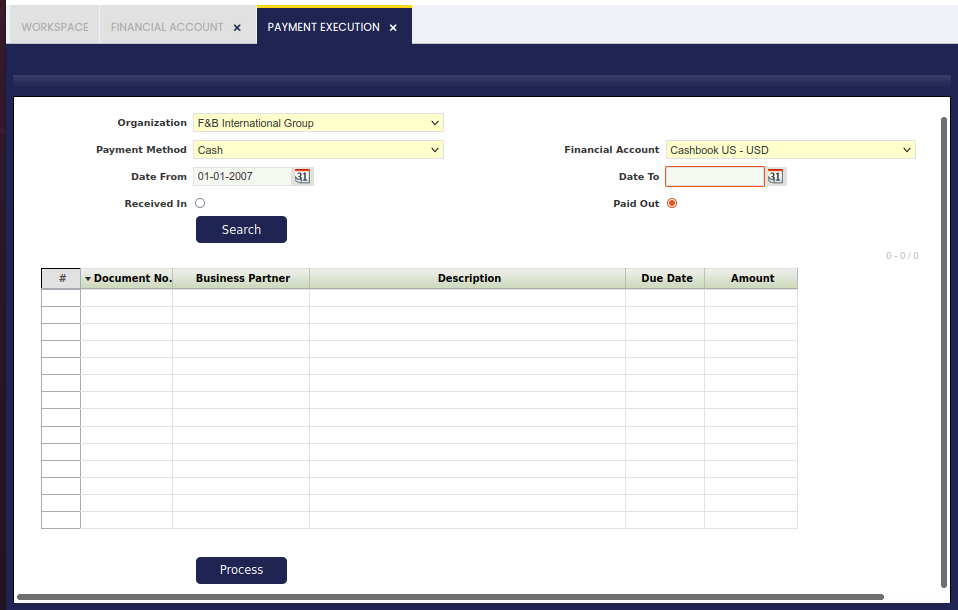 WORKSPACE FINANCIAL ACCOUNT × PAYMENT EXECUTION ×
Organization F&B International Group
Payment Method Cash Financial Account Cashbook US - USD
Date From 01-01-2007 31 Date To 31
Received In Paid Out
Search
0 - 0 / 0
# Document No. Business Partner Description Due Date Amount
Process